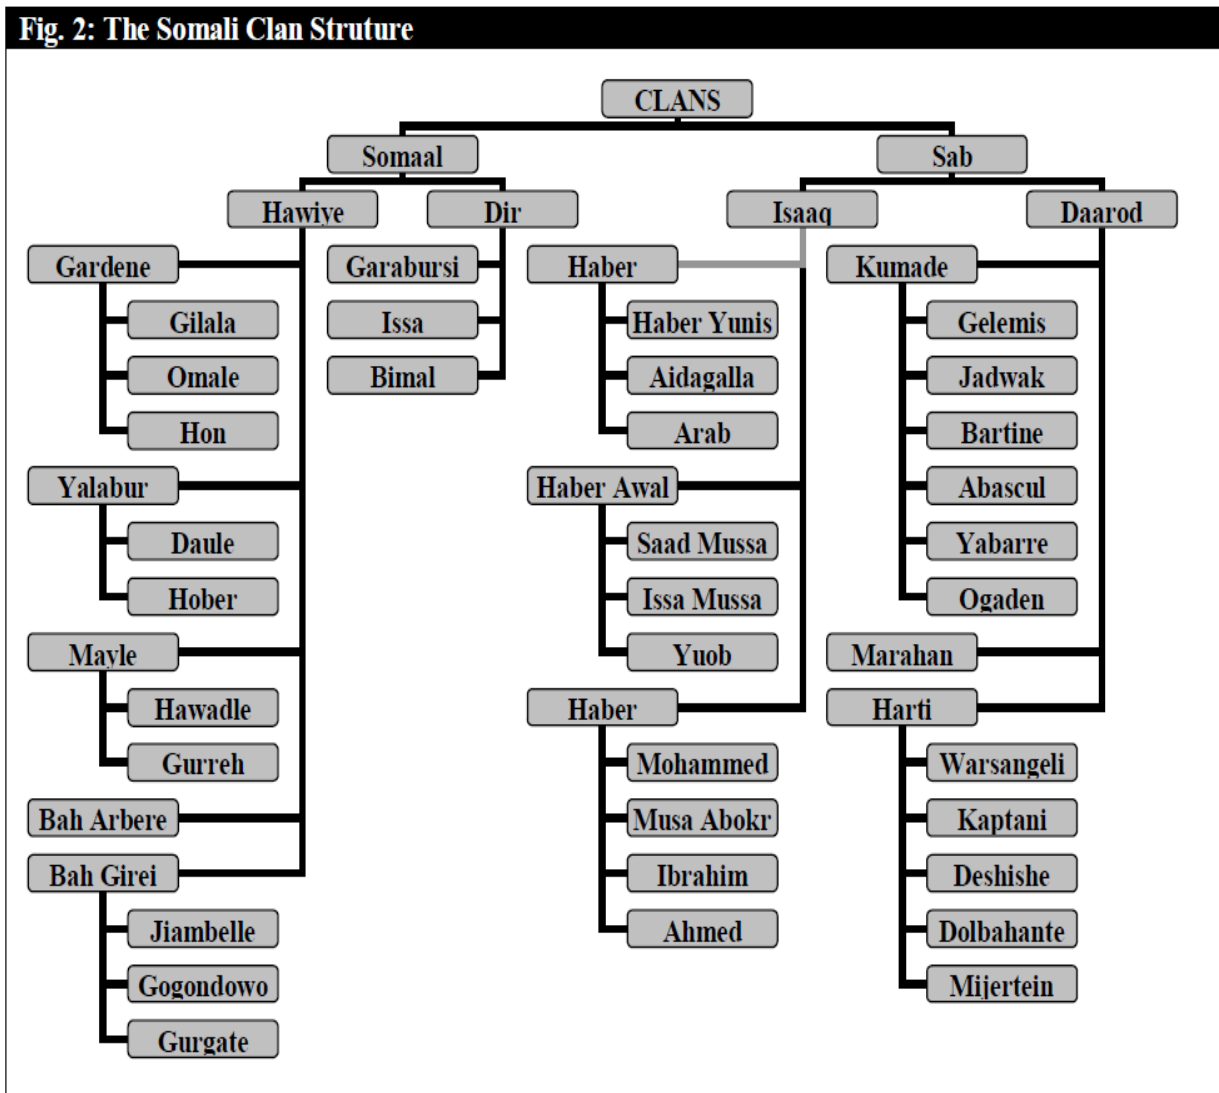 Fig. 2: The Somali Clan Struture
CLANS
Somaal
Sab
Hawiye
Dir
Isaaq
Daarod
Gardene
Gilala
Omale
Hon
Yalabur
Daule
Hober
Mayle
Hawadle
Gurreh
Bah Arbere
Bah Girei
Jiambelle
Gogondowo
Gurgate
Garabursi
Issa
Bimal
Haber
Haber Yunis
Aidagalla
Arab
Haber Awal
Saad Mussa
Issa Mussa
Yuob
Haber
Mohammed
Musa Abokr
Ibrahim
Ahmed
Kumade
Gelemis
Jadwak
Bartine
Abascul
Yabarre
Ogaden
Marahan
Harti
Warsangeli
Kaptani
Deshishe
Dolbahante
Mijertein